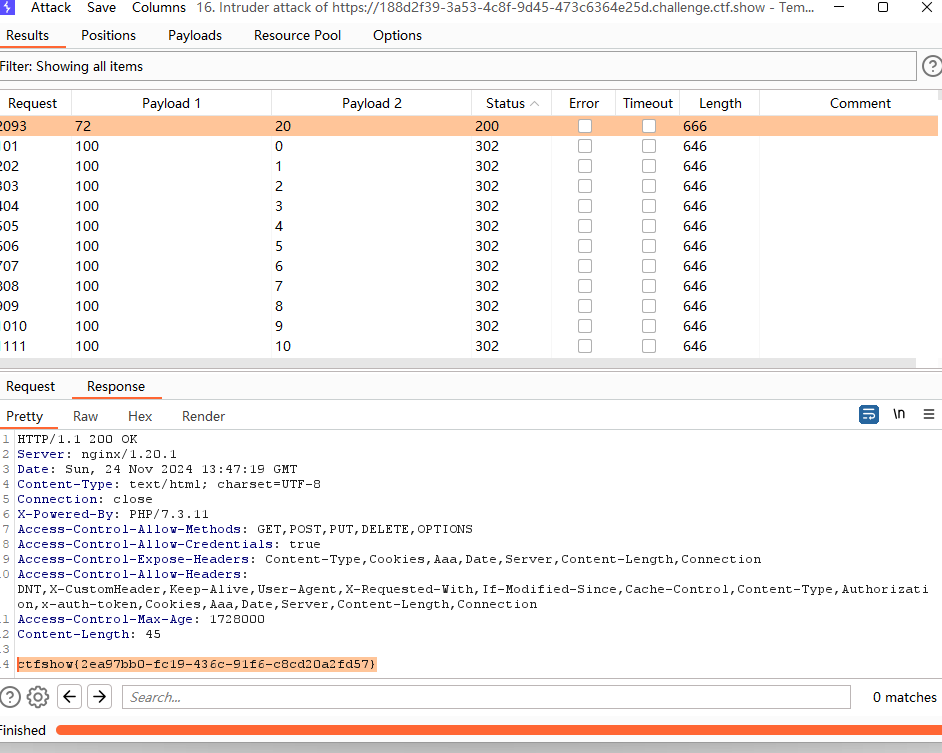 Attack Save Columns 16. Intruder attack of https://188d2f39-3a53-4c8f-9d45-473c6364e25d.challenge.ctf.show - Tem...
Results Positions Payloads Resource Pool Options
Filter: Showing all items
Request Payload 1 Payload 2 Status Error Timeout Length Comment
2093 72 20 200 666
101 100 0 302 646
202 100 1 302 646
303 100 2 302 646
404 100 3 302 646
505 100 4 302 646
606 100 5 302 646
707 100 6 302 646
808 100 7 302 646
909 100 8 302 646
1010 100 9 302 646
1111 100 10 302 646
Request Response
Pretty Raw Hex Render \n
1 HTTP/1.1 200 OK
2 Server: nginx/1.20.1
3 Date: Sun, 24 Nov 2024 13:47:19 GMT
4 Content-Type: text/html; charset=UTF-8
5 Connection: close
6 X-Powered-By: PHP/7.3.11
7 Access-Control-Allow-Methods: GET,POST,PUT,DELETE,OPTIONS
8 Access-Control-Allow-Credentials: true
9 Access-Control-Expose-Headers: Content-Type,Cookies,Aaa,Date,Server,Content-Length,Connection
10 Access-Control-Allow-Headers:
DNT,X-CustomHeader,Keep-Alive,User-Agent,X-Requested-With,If-Modified-Since,Cache-Control,Content-Type,Authorizati
on,x-auth-token,Cookies,Aaa,Date,Server,Content-Length,Connection
11 Access-Control-Max-Age: 1728000
12 Content-Length: 45
13
14 ctfshow{2ea97bb0-fc19-436c-91f6-c8cd20a2fd57}
Search... 0 matches
Finished